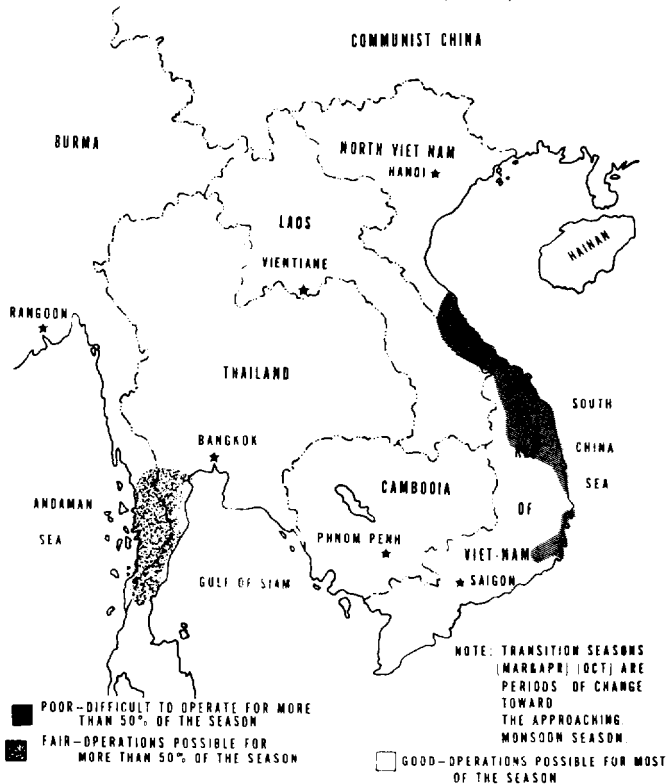 COMMUNIST CHINA
BURMA
NORTH VIET NAM
HANOI
LAOS
HAINAN
VIENTIANE
RANGOON
THAILAND
SOUTH
CHINA
SEA
BANGKOK
CAMBODIA
ANDAMAN
SEA
OF
PHNOM PENH
VIET-NAM
GULF OF SIAM
SAIGON
NOTE: TRANSITION SEASONS
(MAR&APR) (OCT) ARE
PERIODS OF CHANGE
TOWARD
THE APPROACHING
MONSOON SEASON.
POOR-DIFFICULT TO OPERATE FOR MORE
THAN 50% OF THE SEASON
FAIR-OPERATIONS POSSIBLE FOR
MORE THAN 50% OF THE SEASON
GOOD-OPERATIONS POSSIBLE FOR MOST
OF THE SEASON